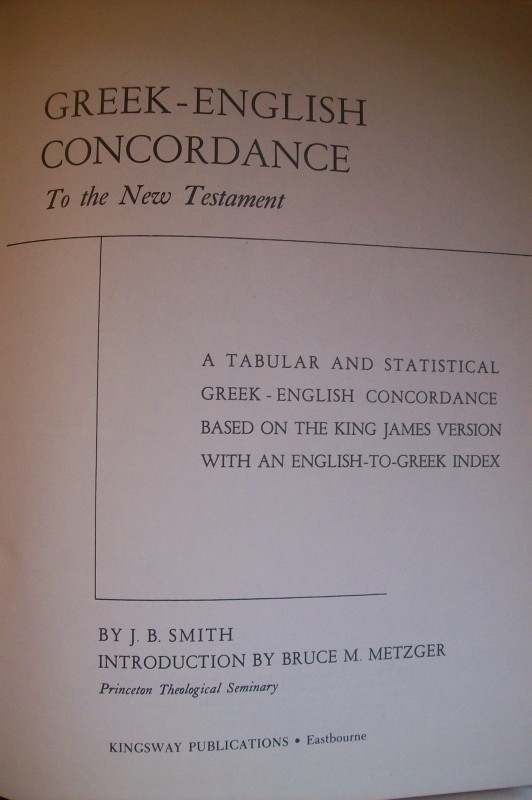 GREEK-ENGLISH
CONCORDANCE
To the New Testament
A TABULAR AND STATISTICAL
GREEK-ENGLISH CONCORDANCE
BASED ON THE KING JAMES VERSION
WITH AN ENGLISH-TO-GREEK INDEX
BY J. B. SMITH
INTRODUCTION BY BRUCE M. METZGER
Princeton Theological Seminary
KINGSWAY PUBLICATIONS • Eastbourne